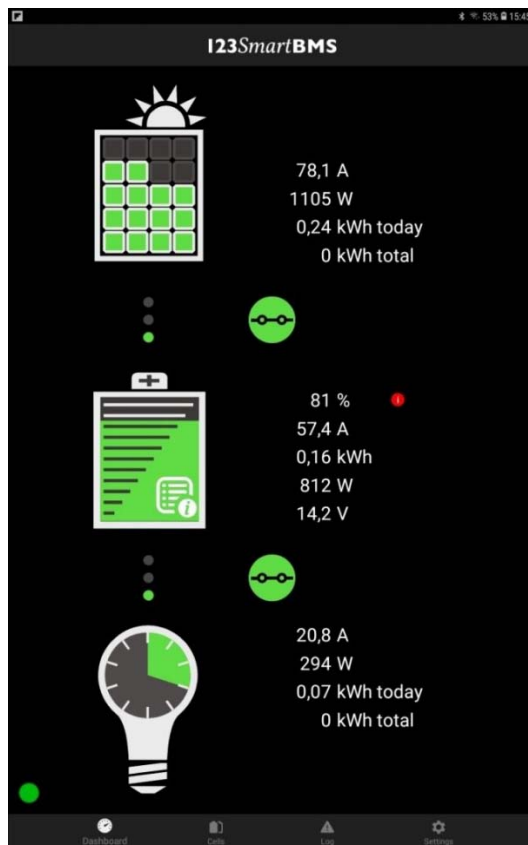 53% 15:45
123SmartBMS
78,1 A
1105 W
0,24 kWh today
0 kWh total
81 %
57,4 A
0,16 kWh
812 W
14,2 V
20,8 A
294 W
0,07 kWh today
0 kWh total
Dashboard Cells Log Settings